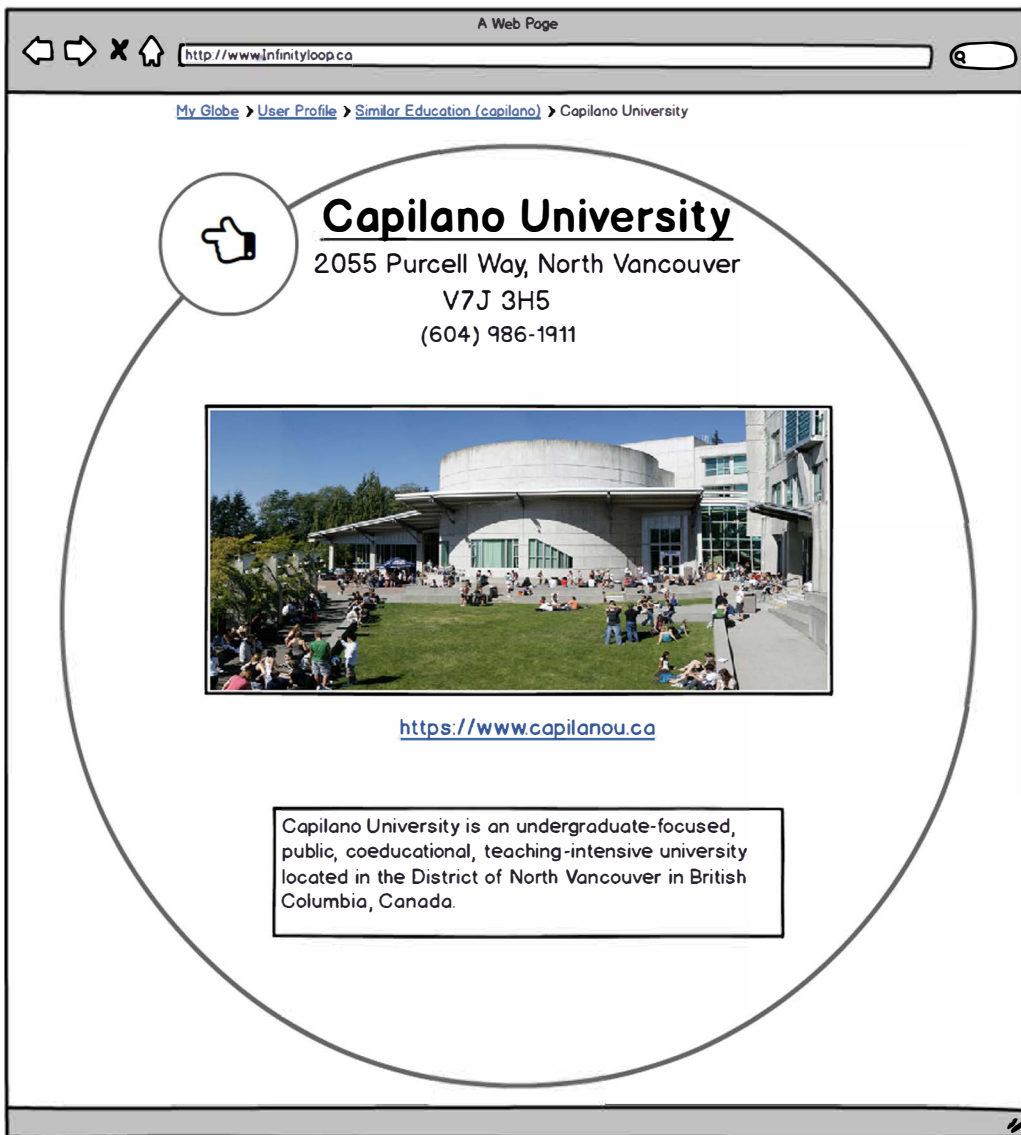 A Web Page
http://www.Infinityloop.ca
My Globe > User Profile > Similar Education (capilano) > Capilano University
Capilano University
2055 Purcell Way, North Vancouver
V7J 3H5
(604) 986-1911
https://www.capilanou.ca
Capilano University is an undergraduate-focused,
public, coeducational, teaching-intensive university
located in the District of North Vancouver in British
Columbia, Canada.